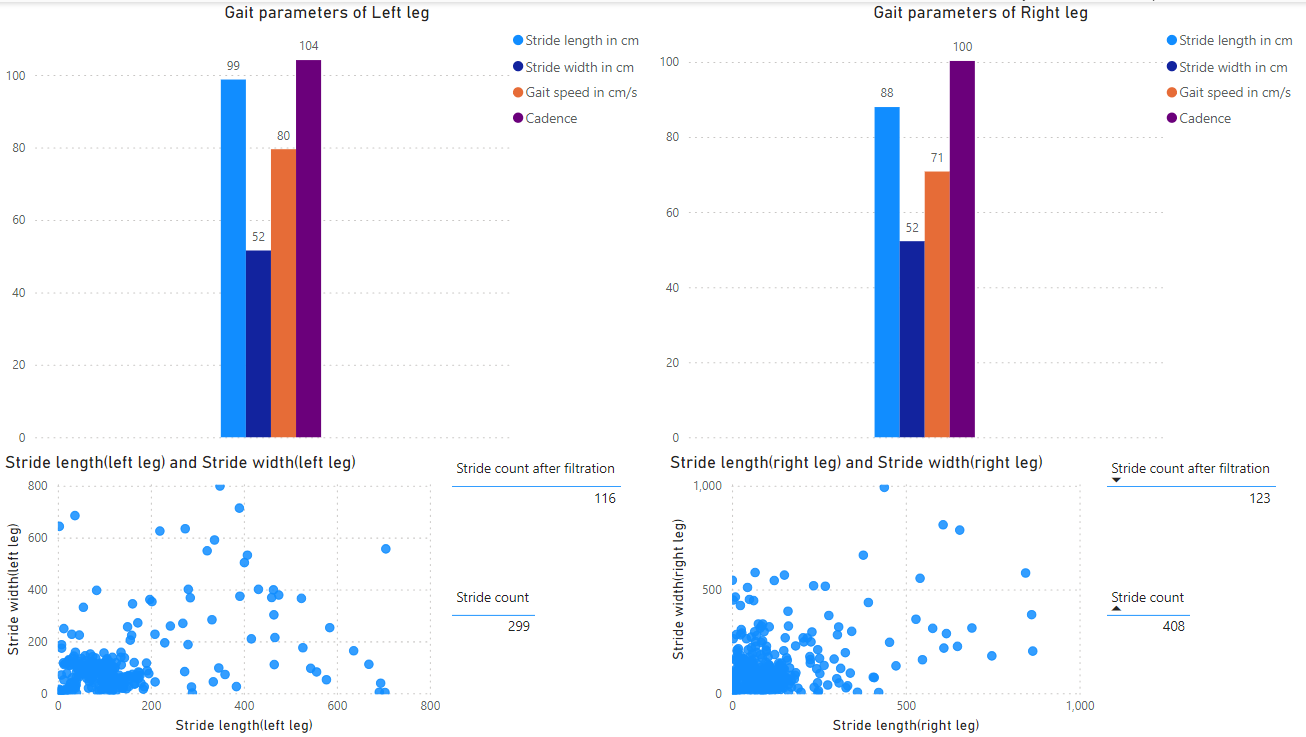 Gait parameters of Left leg
Stride length in cm
Stride width in cm
Gait speed in cm/s
Cadence
100
80
60
40
20
0
99
52
80
104
Gait parameters of Right leg
Stride length in cm
Stride width in cm
Gait speed in cm/s
Cadence
100
80
60
40
20
0
88
52
71
100
Stride length(left leg) and Stride width(left leg)
Stride width(left leg)
800
600
400
200
0
0 200 400 600 800
Stride length(left leg)
Stride count after filtration
116
Stride count
299
Stride length(right leg) and Stride width(right leg)
Stride width(right leg)
1,000
500
0
0 500 1,000
Stride length(right leg)
Stride count after filtration
123
Stride count
408